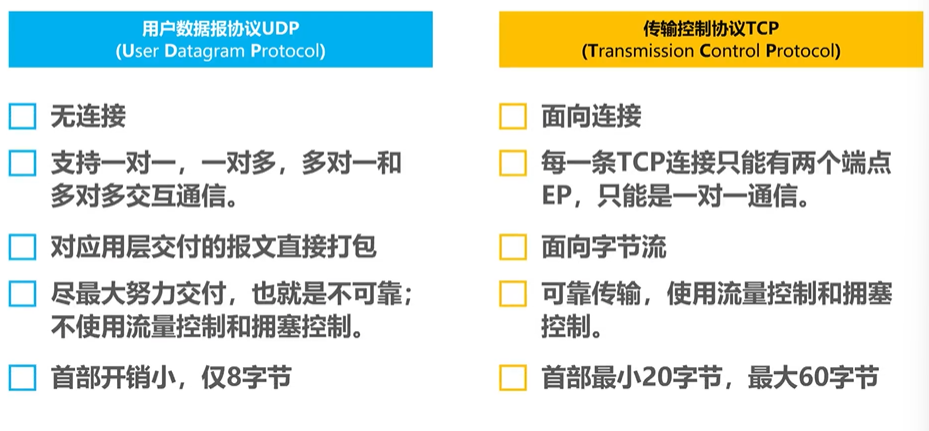 用户数据报协议UDP
(User Datagram Protocol)
无连接
支持一对一，一对多，多对一和
多对多交互通信。
对应用层交付的报文直接打包
尽最大努力交付，也就是不可靠；
不使用流量控制和拥塞控制。
首部开销小，仅8字节
传输控制协议TCP
(Transmission Control Protocol)
面向连接
每一条TCP连接只能有两个端点
EP，只能是一对一通信。
面向字节流
可靠传输，使用流量控制和拥塞
控制。
首部最小20字节，最大60字节